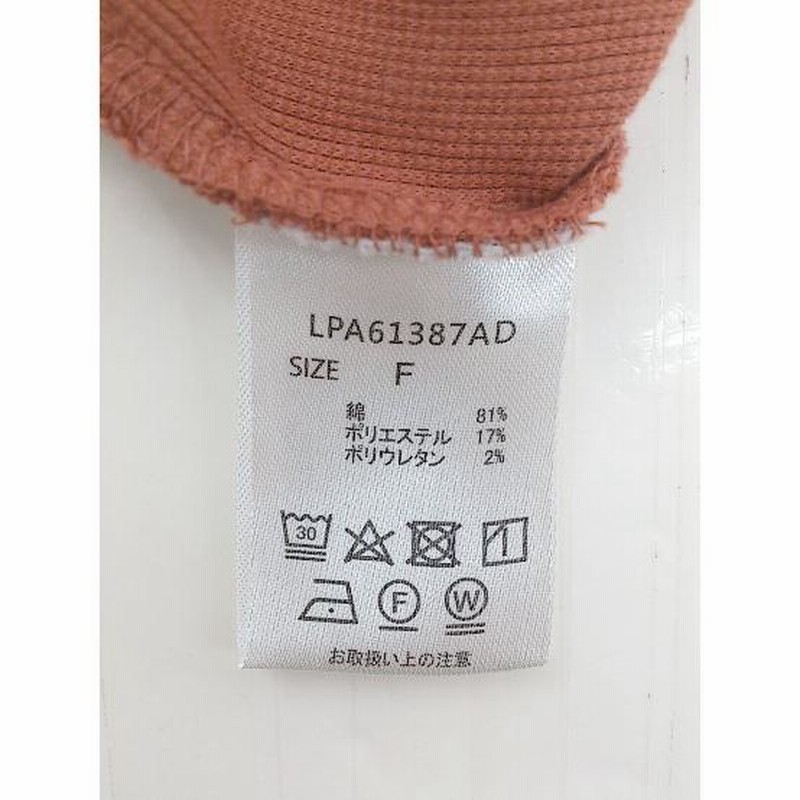 LPA61387AD
SIZE F
綿 81%
ポリエステル 17%
ポリウレタン 2%
30
F W
お取扱い上の注意